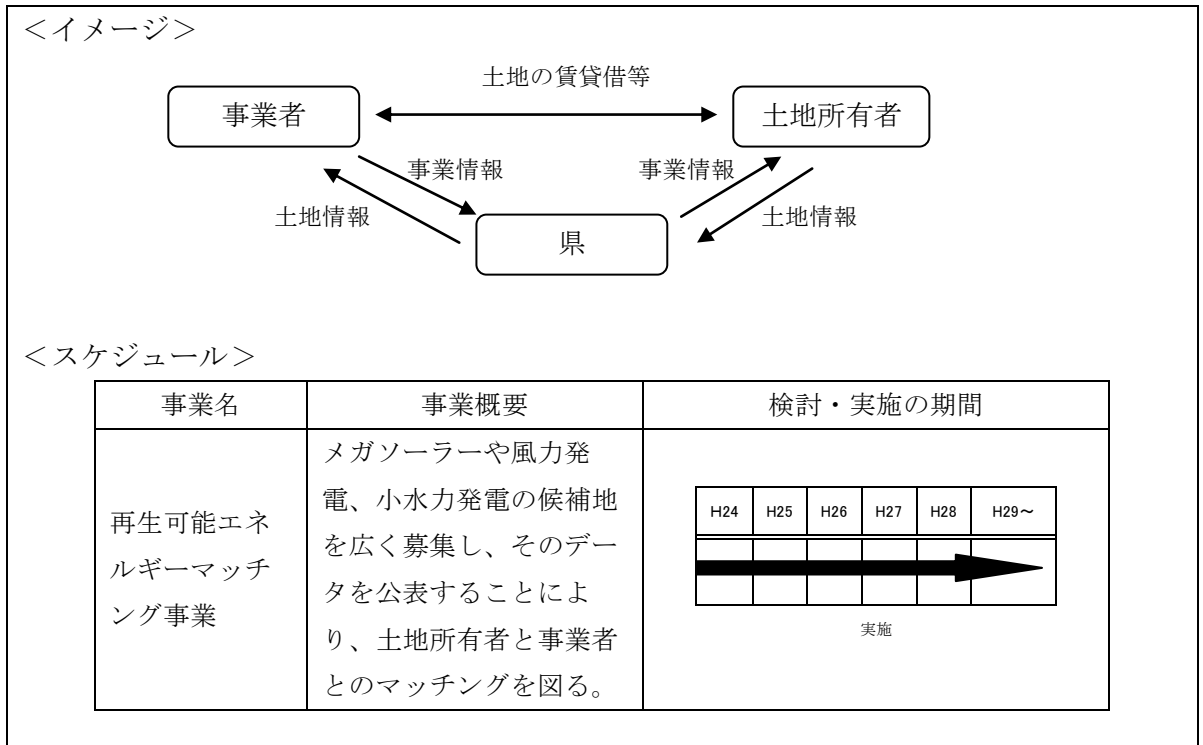 ＜イメージ＞
土地の賃貸借等
事業者
土地所有者
事業情報
事業情報
土地情報
土地情報
県
＜スケジュール＞
事業名
事業概要
検討・実施の期間
再生可能エネ
ルギーマッチ
ング事業
メガソーラーや風力発
電、小水力発電の候補地
を広く募集し、そのデー
タを公表することによ
り、土地所有者と事業者
とのマッチングを図る。
H24 H25 H26 H27 H28 H29～
実施